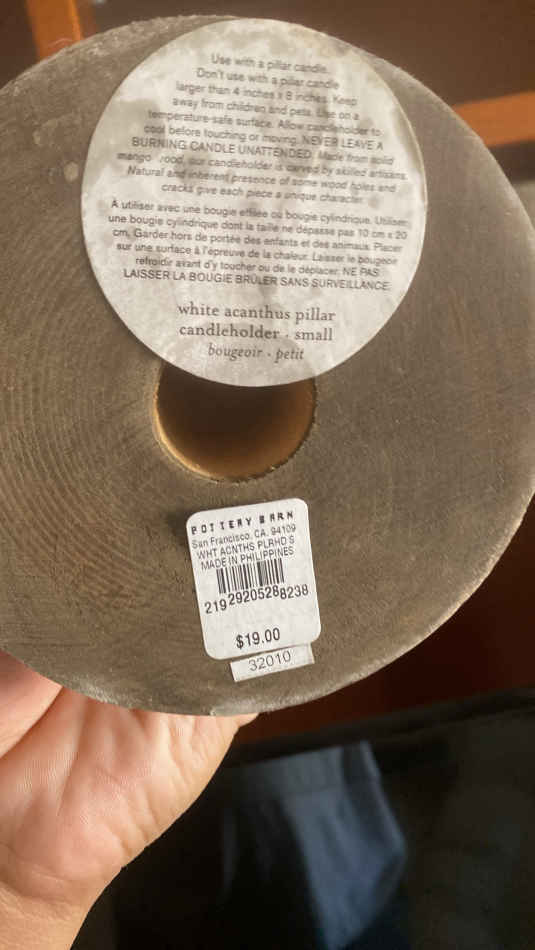 Use with a pillar candle.
Don't use with a pillar candle
larger than 4 inches x 8 inches. Keep
away from children and pets. Use on a
temperature-safe surface. Allow candleholder to
cool before touching or moving. NEVER LEAVE A
BURNING CANDLE UNATTENDED. Made from solid
mango , our candleholder is carved by skilled artisans.
Natural and inherent presence of some wood holes and
cracks give each piece a unique character.
À utiliser avec une bougie effilée ou bougie cylindrique. Utiliser
une bougie cylindrique dont la taille ne dépasse pas 10 cm x 20
cm. Garder hors de portée des enfants et des animaux. Placer
sur une surface à l'épreuve de la chaleur. Laisser le bougeoir
refroidir avant d'y toucher ou de le déplacer. NE PAS
LAISSER LA BOUGIE BRÛLER SANS SURVEILLANCE.
white acanthus pillar
candleholder · small
bougeoir · petit
POTTERY BARN
San Francisco, CA. 94109
WHT ACNTHS PLRHD S
MADE IN PHILIPPINES
21929205288238
$19.00
32010